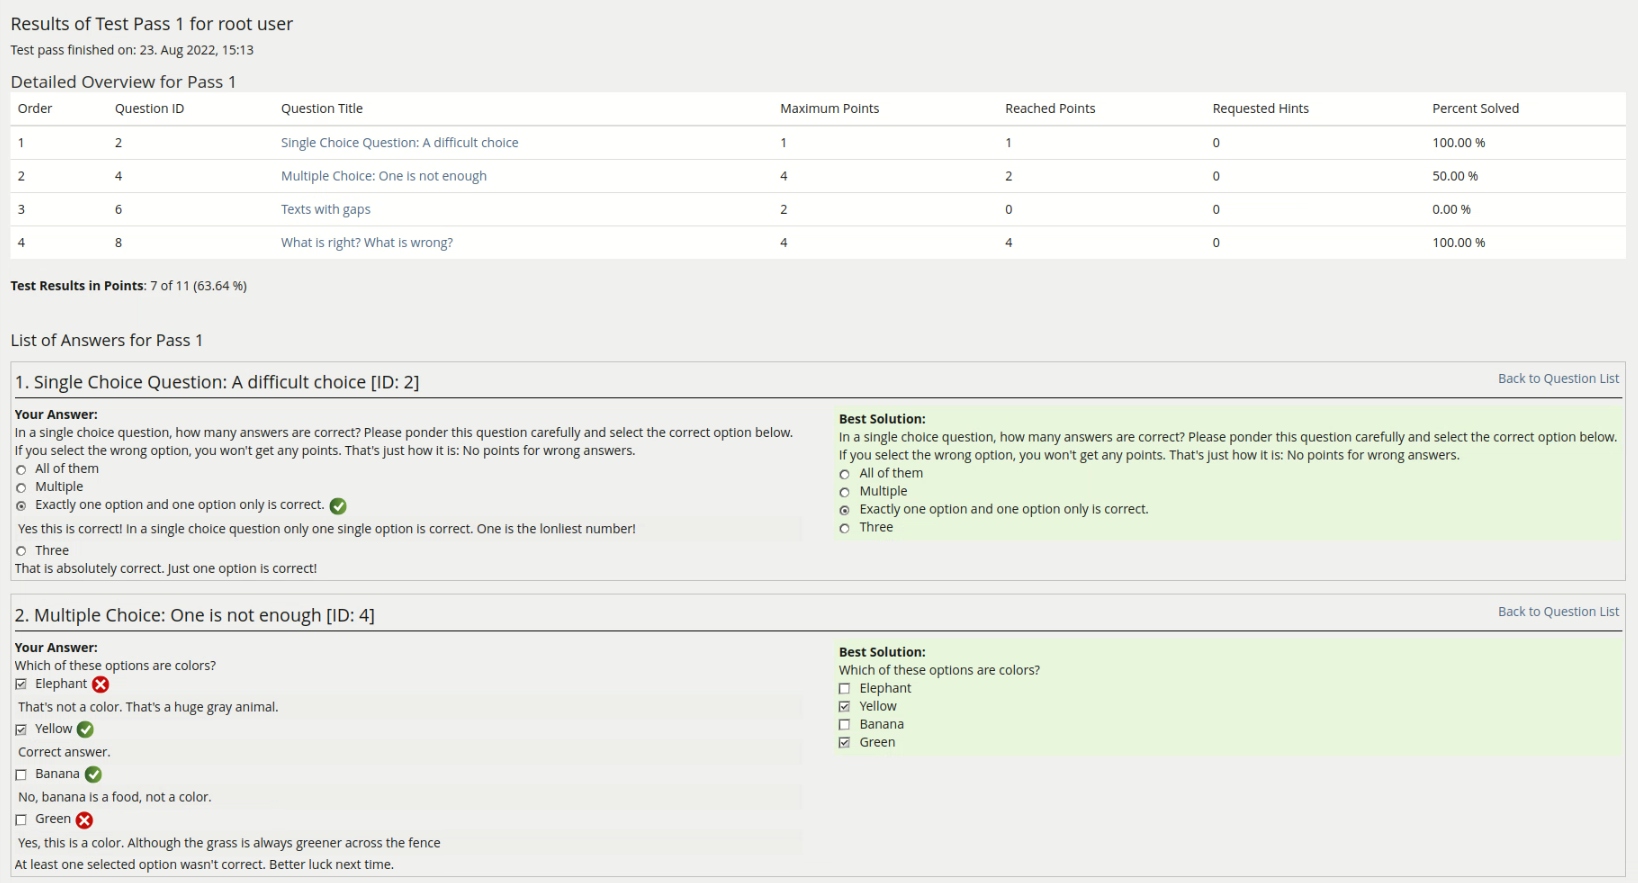 Results of Test Pass 1 for root user
Test pass finished on: 23. Aug 2022, 15:13
Detailed Overview for Pass 1
Order Question ID Question Title Maximum Points Reached Points Requested Hints Percent Solved
1 2 Single Choice Question: A difficult choice 1 1 0 100.00 %
2 4 Multiple Choice: One is not enough 4 2 0 50.00 %
3 6 Texts with gaps 2 0 0 0.00 %
4 8 What is right? What is wrong? 4 4 0 100.00 %
Test Results in Points: 7 of 11 (63.64 %)
List of Answers for Pass 1
1. Single Choice Question: A difficult choice [ID: 2]
Back to Question List
Your Answer:
In a single choice question, how many answers are correct? Please ponder this question carefully and select the correct option below.
If you select the wrong option, you won't get any points. That's just how it is: No points for wrong answers.
All of them
Multiple
Exactly one option and one option only is correct.
Yes this is correct! In a single choice question only one single option is correct. One is the lonliest number!
Three
That is absolutely correct. Just one option is correct!
Best Solution:
In a single choice question, how many answers are correct? Please ponder this question carefully and select the correct option below.
If you select the wrong option, you won't get any points. That's just how it is: No points for wrong answers.
All of them
Multiple
Exactly one option and one option only is correct.
Three
2. Multiple Choice: One is not enough [ID: 4]
Back to Question List
Your Answer:
Which of these options are colors?
Elephant
That's not a color. That's a huge gray animal.
Yellow
Correct answer.
Banana
No, banana is a food, not a color.
Green
Yes, this is a color. Although the grass is always greener across the fence
At least one selected option wasn't correct. Better luck next time.
Best Solution:
Which of these options are colors?
Elephant
Yellow
Banana
Green